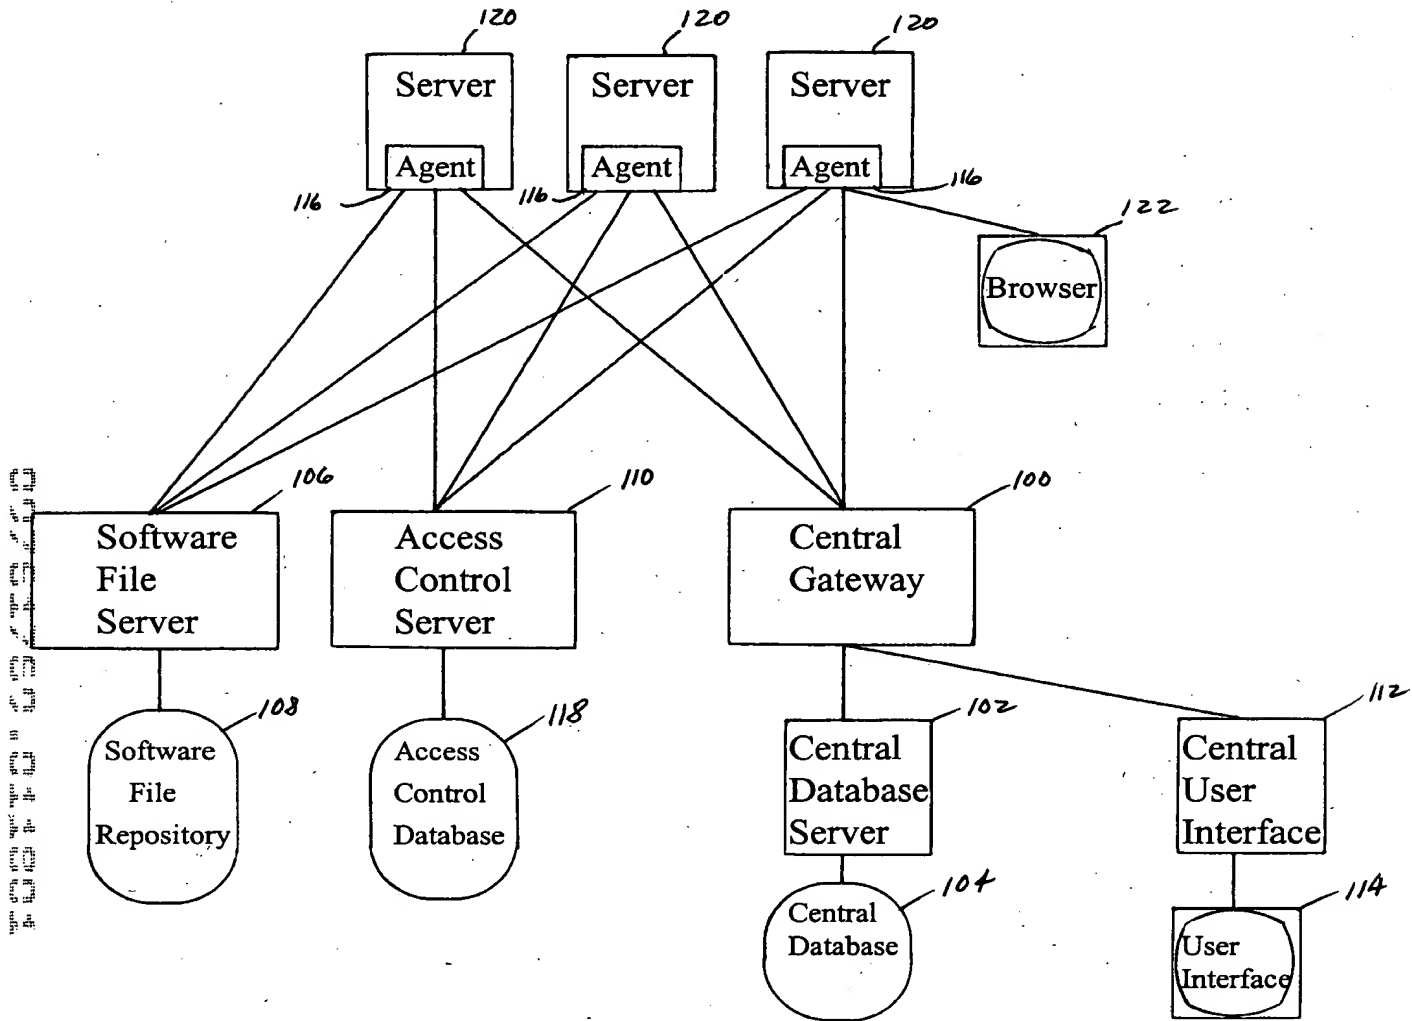 120
120
120
Server
Server
Server
Agent
Agent
Agent
116
116
116
122
Browser
106
110
100
Software
File
Server
Access
Control
Server
Central
Gateway
108
118
102
112
Software
File
Repository
Access
Control
Database
Central
Database
Server
Central
User
Interface
104
114
Central
Database
User
Interface